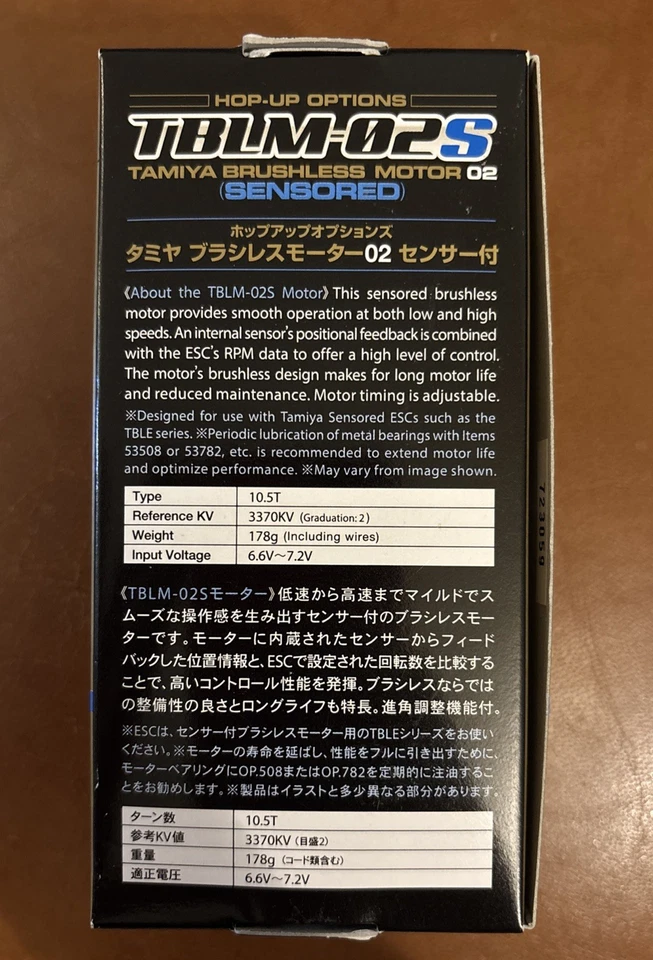 HOP-UP OPTIONS
TBLM-02S
TAMIYA BRUSHLESS MOTOR 02
(SENSORED)
ホップアップオプションズ
タミヤ ブラシレスモーター02 センサー付
《About the TBLM-02S Motor》This sensored brushless
motor provides smooth operation at both low and high
speeds. An internal sensor's positional feedback is combined
with the ESC's RPM data to offer a high level of control.
The motor's brushless design makes for long motor life
and reduced maintenance. Motor timing is adjustable.
※Designed for use with Tamiya Sensored ESCs such as the
TBLE series. ※Periodic lubrication of metal bearings with Items
53508 or 53782, etc. is recommended to extend motor life
and optimize performance. ※May vary from image shown.
Type 10.5T
Reference KV 3370KV (Graduation: 2)
Weight 178g (Including wires)
Input Voltage 6.6V〜7.2V
《TBLM-02Sモーター》低速から高速までマイルドでス
ムーズな操作感を生み出すセンサー付のブラシレスモー
ターです。モーターに内蔵されたセンサーからフィード
バックした位置情報と、ESCで設定された回転数を比較する
ことで、高いコントロール性能を発揮。ブラシレスならでは
の整備性の良さとロングライフも特長。進角調整機能付。
※ESCは、センサー付ブラシレスモーター用のTBLEシリーズをお使い
ください。※モーターの寿命を延ばし、性能をフルに引き出すために、
モーターベアリングにOP.508またはOP.782を定期的に注油するこ
とをお勧めします。※製品はイラストと多少異なる部分があります。
ターン数 10.5T
参考KV値 3370KV (目盛2)
重量 178g (コード類含む)
適正電圧 6.6V〜7.2V
723059